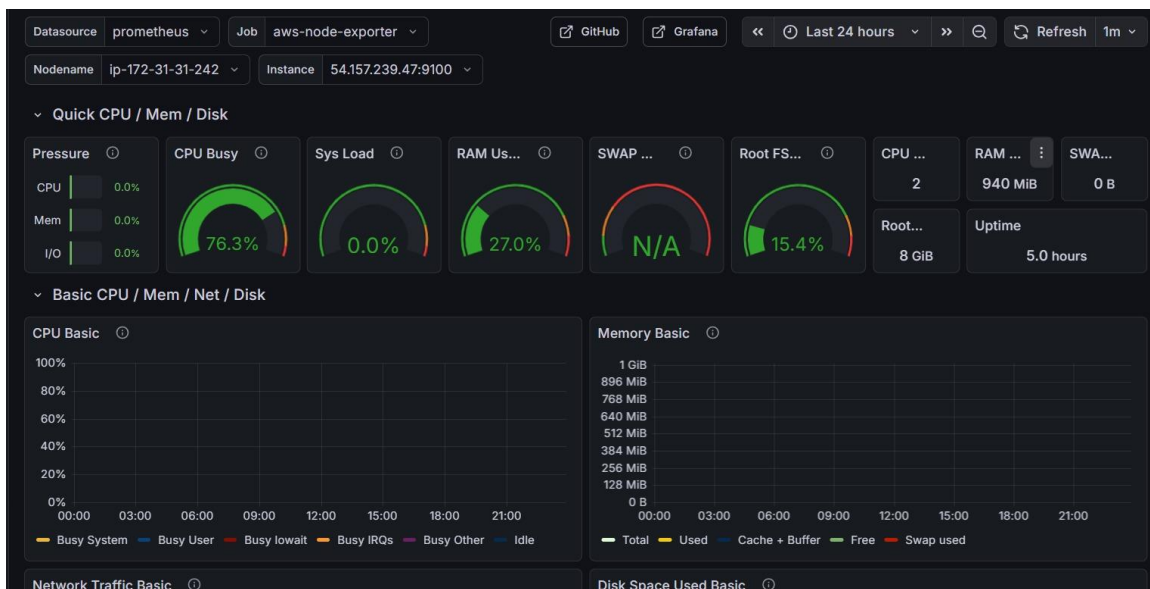 Datasource prometheus Job aws-node-exporter GitHub Grafana Last 24 hours Refresh 1m
Nodename ip-172-31-31-242 Instance 54.157.239.47:9100
Quick CPU / Mem / Disk
Pressure CPU Busy Sys Load RAM Us... SWAP ... Root FS... CPU ... RAM ... SWA...
CPU 0.0%
Mem 0.0%
I/O 0.0%
76.3%
0.0%
27.0%
N/A
15.4%
2
940 MiB
0 B
Root... Uptime
8 GiB 5.0 hours
Basic CPU / Mem / Net / Disk
CPU Basic
100%
80%
60%
40%
20%
0%
00:00 03:00 06:00 09:00 12:00 15:00 18:00 21:00
Busy System Busy User Busy Iowait Busy IRQs Busy Other Idle
Memory Basic
1 GiB
896 MiB
768 MiB
640 MiB
512 MiB
384 MiB
256 MiB
128 MiB
0 B
00:00 03:00 06:00 09:00 12:00 15:00 18:00 21:00
Total Used Cache + Buffer Free Swap used
Network Traffic Basic
Disk Space Used Basic